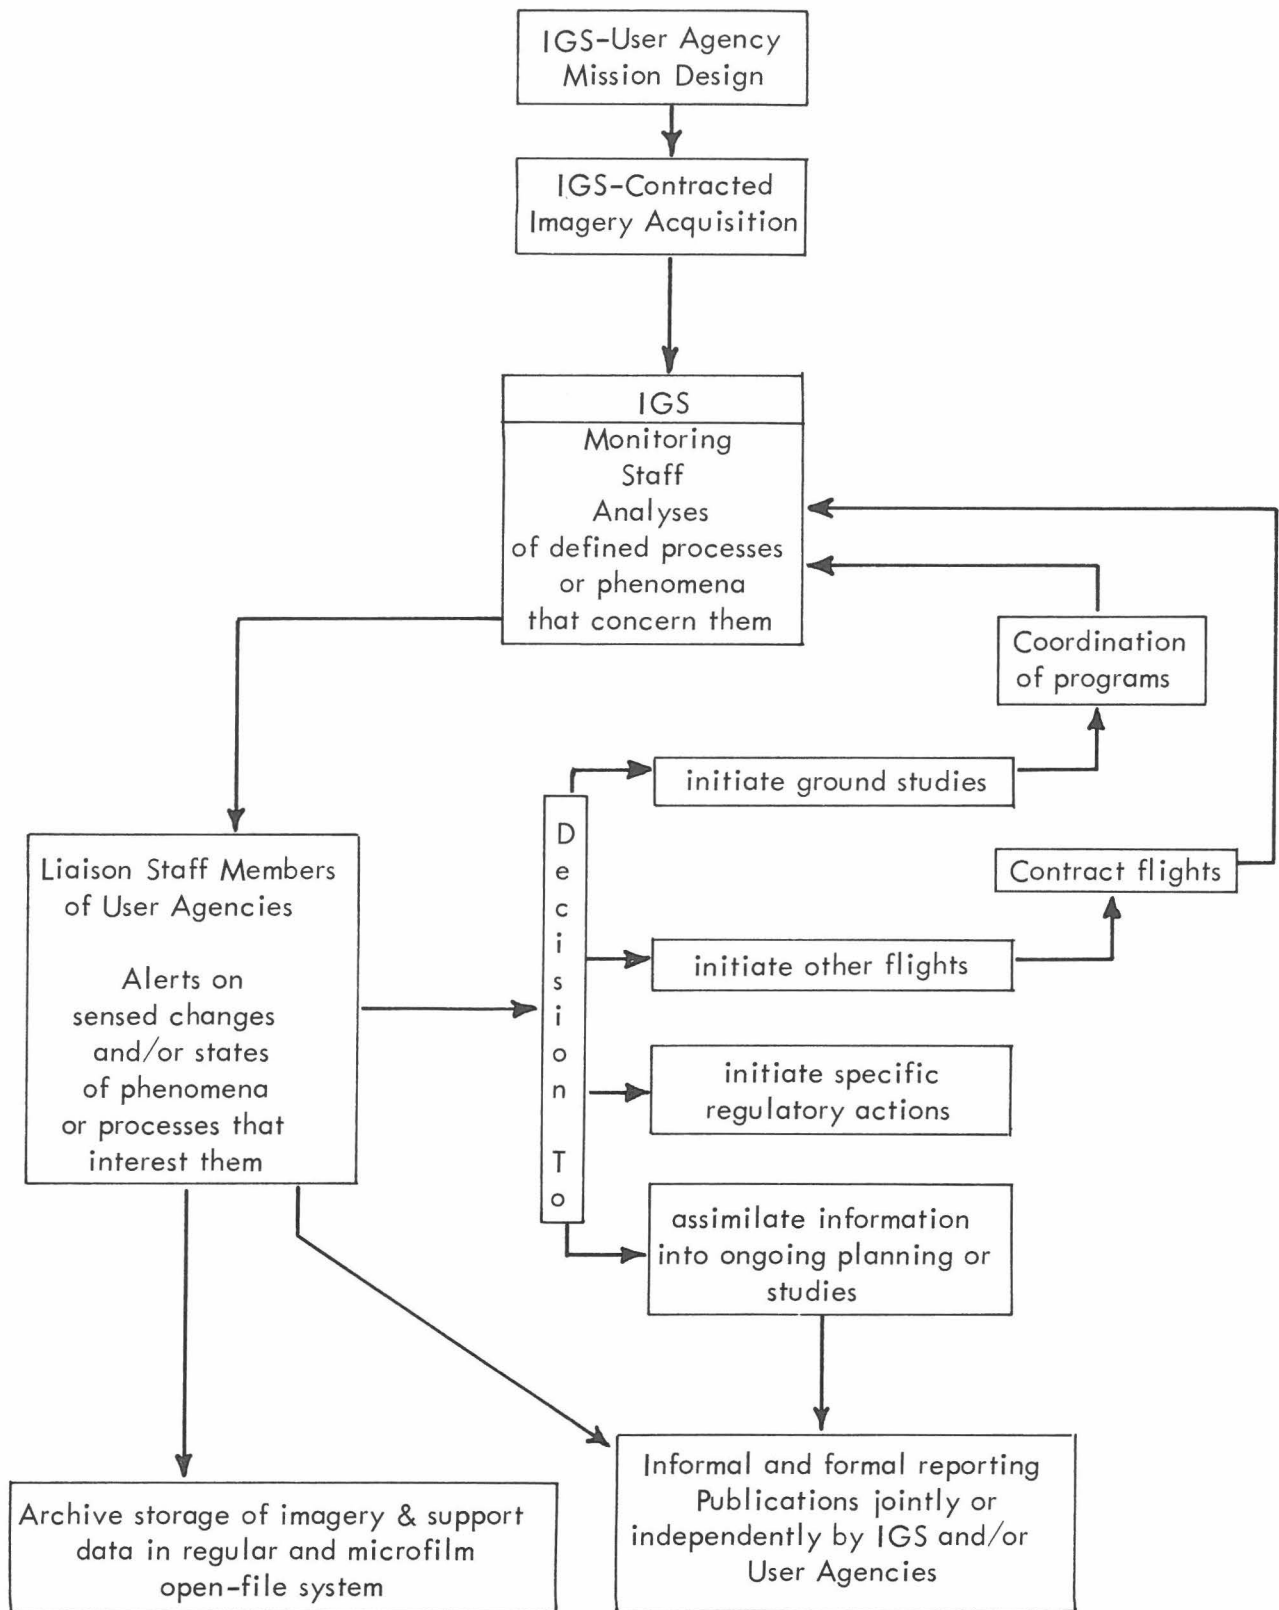 IGS-User Agency
Mission Design
IGS-Contracted
Imagery Acquisition
IGS
Monitoring
Staff
Analyses
of defined processes
or phenomena
that concern them
Coordination
of programs
initiate ground studies
Contract flights
Liaison Staff Members
of User Agencies
Alerts on
sensed changes
and/or states
of phenomena
or processes that
interest them
Decision To
initiate other flights
initiate specific
regulatory actions
assimilate information
into ongoing planning or
studies
Archive storage of imagery & support
data in regular and microfilm
open-file system
Informal and formal reporting
Publications jointly or
independently by IGS and/or
User Agencies